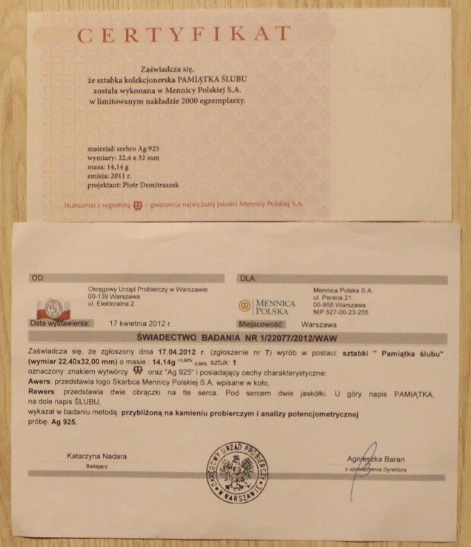 CERTYFIKAT
Zaświadcza się,
że sztabka kolekcjonerska PAMIĄTKA ŚLUBU
została wykonana w Mennicy Polskiej S.A.
w limitowanym nakładzie 2000 egzemplarzy.
materiał: srebro Ag 925
wymiary: 22,4 x 32 mm
masa: 14,14 g
emisja: 2011 r.
projektant: Piotr Demitraszek
Numizmat z sygnaturą – gwarancja najwyższej jakości Mennicy Polskiej S.A.
OD:
DLA:
Okręgowy Urząd Probierczy w Warszawie
00-139 Warszawa
ul. Elektoralna 2
MENNICA
POLSKA
Mennica Polska S.A.
ul. Pereca 21
00-958 Warszawa
NIP 527-00-23-255
Data wystawienia: 17 kwietnia 2012 r.
Miejscowość: Warszawa
ŚWIADECTWO BADANIA NR 1/22077/2012/WAW
Zaświadcza się, że zgłoszony dnia 17.04.2012 r. (zgłoszenie nr 7) wyrób w postaci sztabki " Pamiątka ślubu"
(wymiar 22,40x32,00 mm) o masie 14,14g sztuk: 1
oznaczony: znakiem wytwórcy oraz "Ag 925" i posiadający cechy charakterystyczne:
Awers: przedstawia logo Skarbca Mennicy Polskiej S.A. wpisane w koło,
Rewers: przedstawia dwie obrączki na tle serca. Pod sercem dwie jaskółki. U góry napis PAMIĄTKA,
na dole napis ŚLUBU,
wykazał w badaniu metodą: przybliżoną na kamieniu probierczym i analizy potencjometrycznej
próbę: Ag 925.
Katarzyna Nadara
Badający
OKRĘGOWY URZĄD PROBIERCZY
W WARSZAWIE
Agnieszka Baran
z upoważnienia Dyrektora